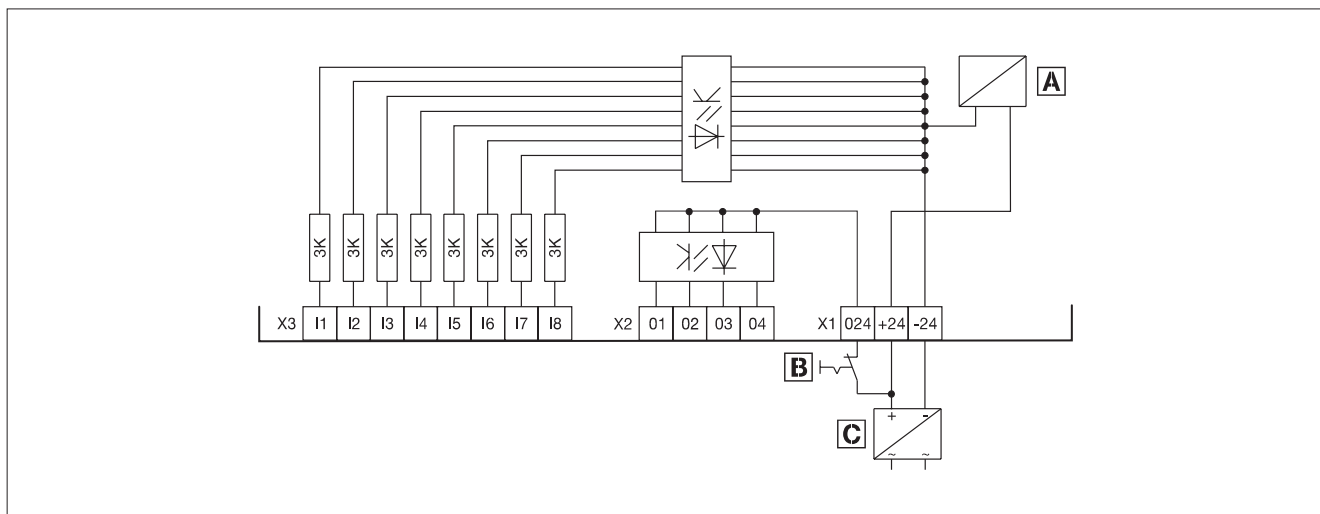 A
3K 3K 3K 3K 3K 3K 3K 3K
X3 I1 I2 I3 I4 I5 I6 I7 I8 X2 01 02 03 04 X1 024 +24 -24
B
+ -
C
~ ~